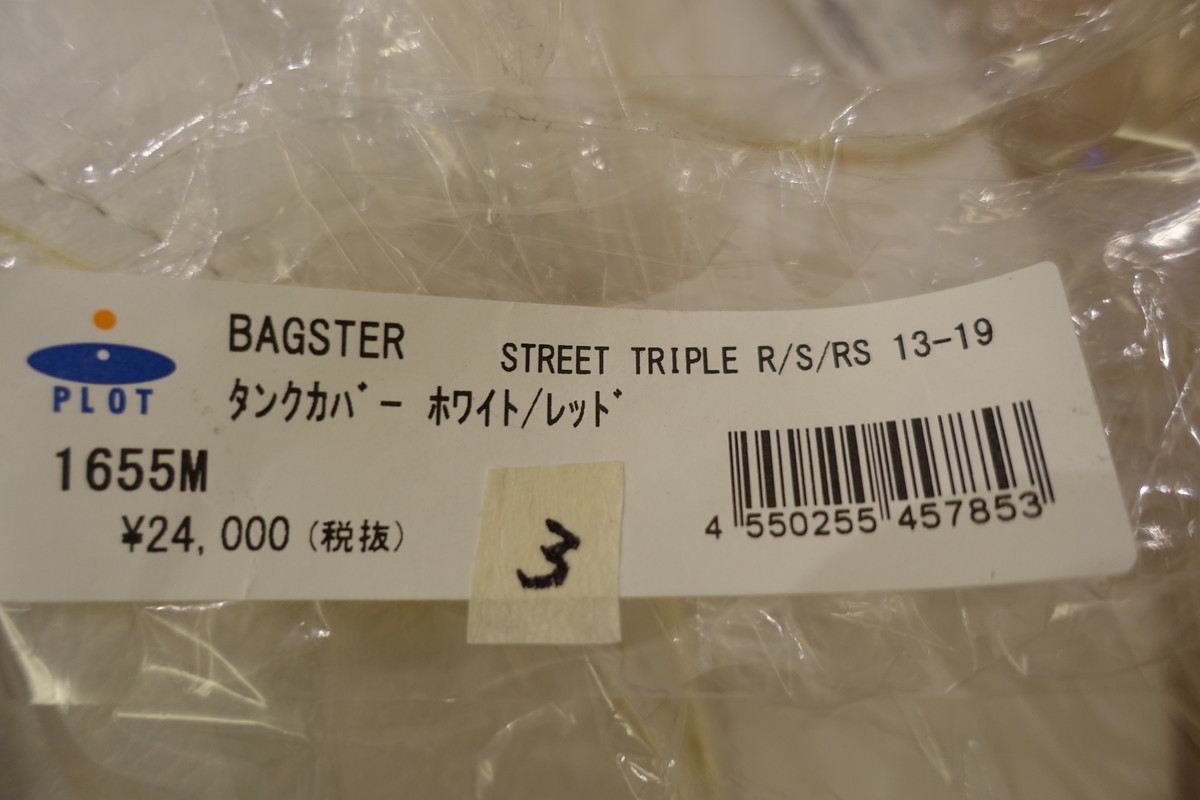 BAGSTER STREET TRIPLE R/S/RS 13-19
PLOT タンクカバー ホワイト/レッド
1655M
¥24,000 (税抜)
3
4 550255 457853